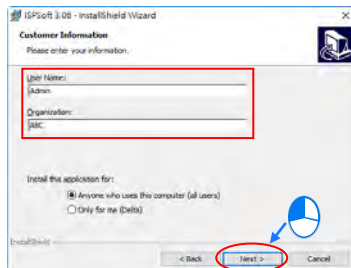 ISPSoft 3.06 - InstallShield Wizard
Customer Information
Please enter your information.
User Name:
Admin
Organization:
ABC
Install this application for:
Anyone who uses this computer (all users)
Only for me (Delta)
InstallShield
< Back Next > Cancel